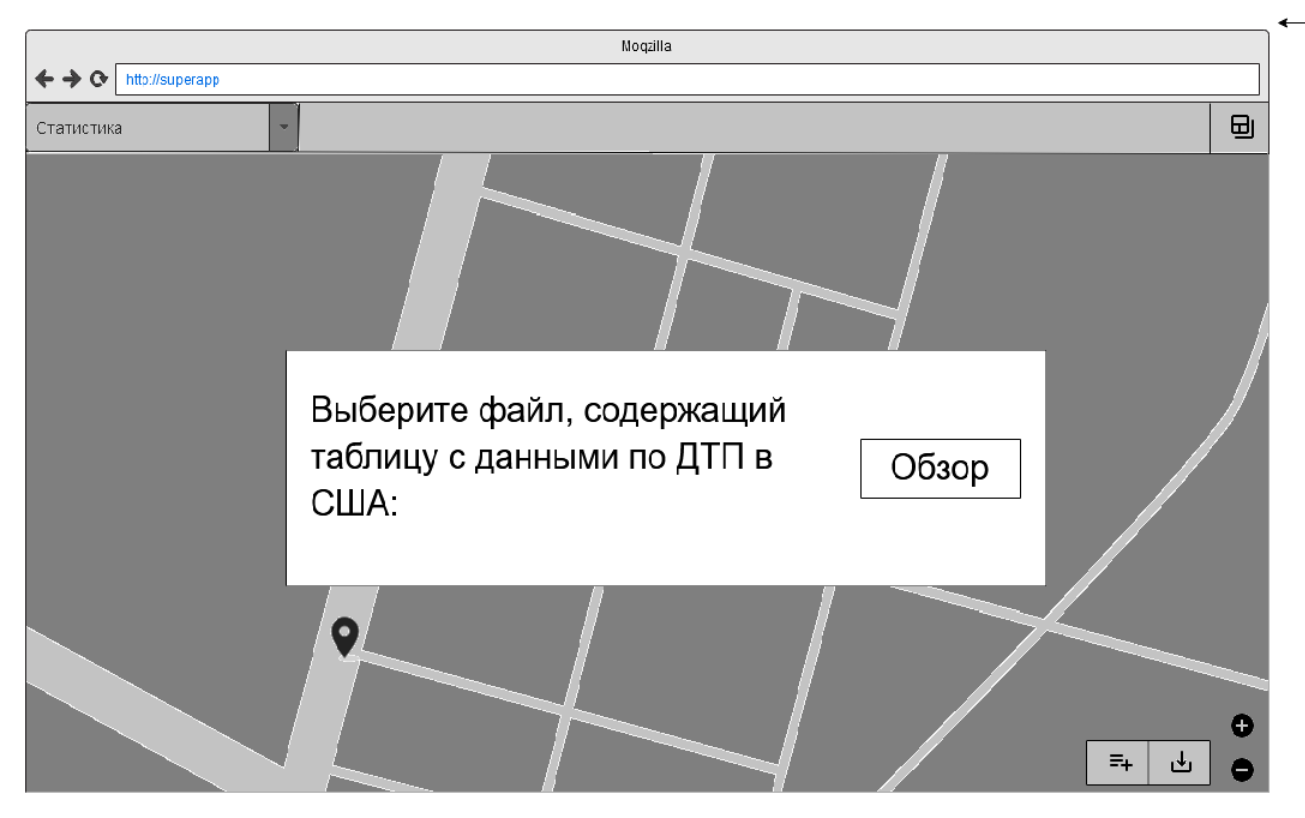 Moqzilla
http://superapp
Статистика
Выберите файл, содержащий
таблицу с данными по ДТП в
США:
Обзор